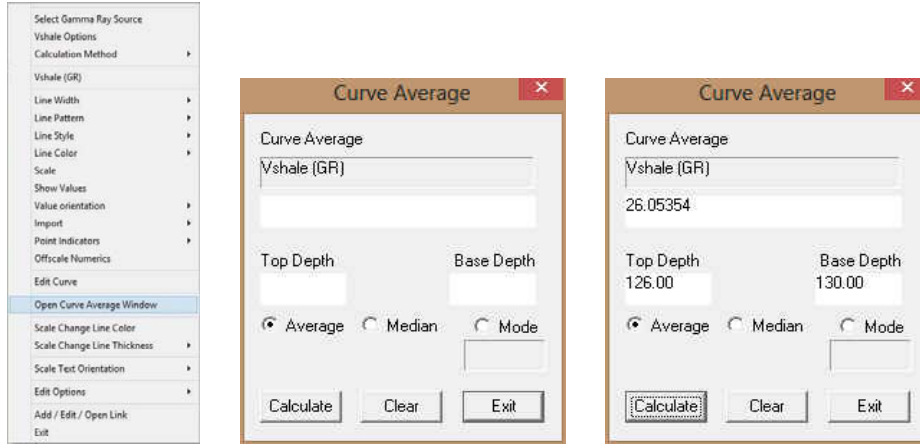 Select Gamma Ray Source
Vshale Options
Calculation Method
Vshale (GR)
Line Width
Line Pattern
Line Style
Line Color
Scale
Show Values
Value orientation
Import
Point Indicators
Offscale Numerics
Edit Curve
Open Curve Average Window
Scale Change Line Color
Scale Change Line Thickness
Scale Text Orientation
Edit Options
Add / Edit / Open Link
Exit
Curve Average
Curve Average
Vshale (GR)
Top Depth Base Depth
Average Median Mode
Calculate Clear Exit
Curve Average
Curve Average
Vshale (GR)
26.05354
Top Depth Base Depth
126.00 130.00
Average Median Mode
Calculate Clear Exit